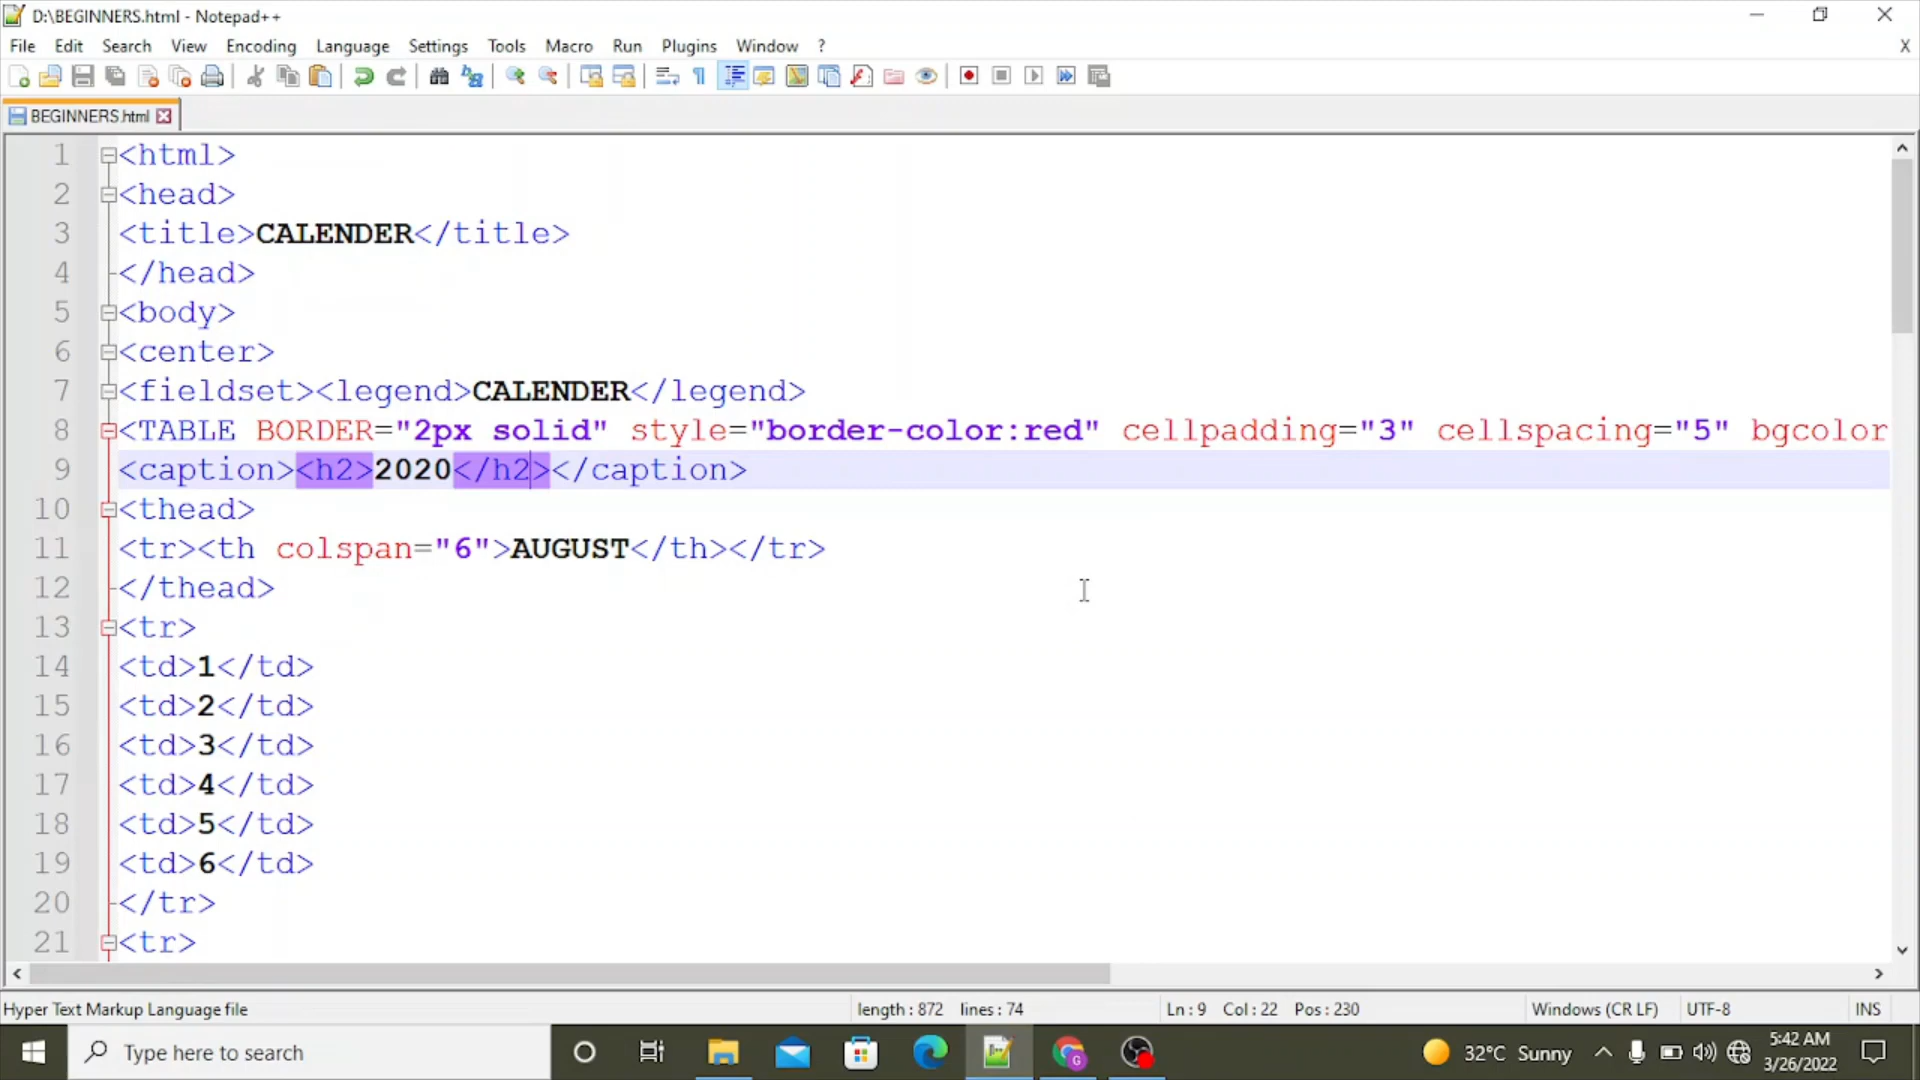 D:\BEGINNERS.html - Notepad++
File Edit Search View Encoding Language Settings Tools Macro Run Plugins Window ? X
BEGINNERS.html
1 <html>
2 <head>
3 <title>CALENDER</title>
4 </head>
5 <body>
6 <center>
7 <fieldset><legend>CALENDER</legend>
8 <TABLE BORDER="2px solid" style="border-color:red" cellpadding="3" cellspacing="5" bgcolor
9 <caption><h2>2020</h2></caption>
10 <thead>
11 <tr><th colspan="6">AUGUST</th></tr>
12 </thead>
13 <tr>
14 <td>1</td>
15 <td>2</td>
16 <td>3</td>
17 <td>4</td>
18 <td>5</td>
19 <td>6</td>
20 </tr>
21 <tr>
Hyper Text Markup Language file length : 872 lines : 74 Ln : 9 Col : 22 Pos : 230 Windows (CR LF) UTF-8 INS
Type here to search 32°C Sunny 5:42 AM
3/26/2022